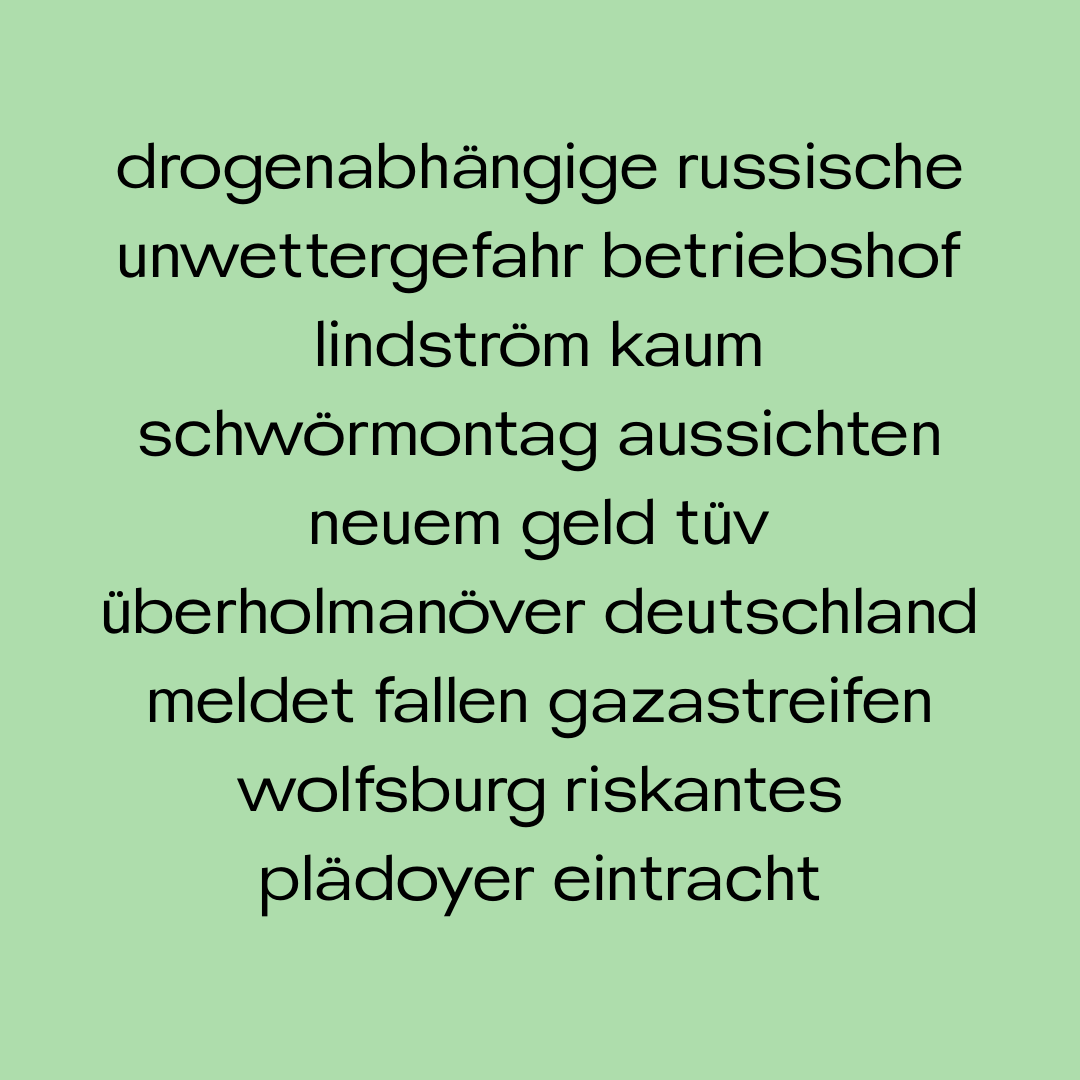 drogenabhängige russische
unwettergefahr betriebshof
lindström kaum
schwörmontag aussichten
neuem geld tüv
überholmanöver deutschland
meldet fallen gazastreifen
wolfsburg riskantes
plädoyer eintracht